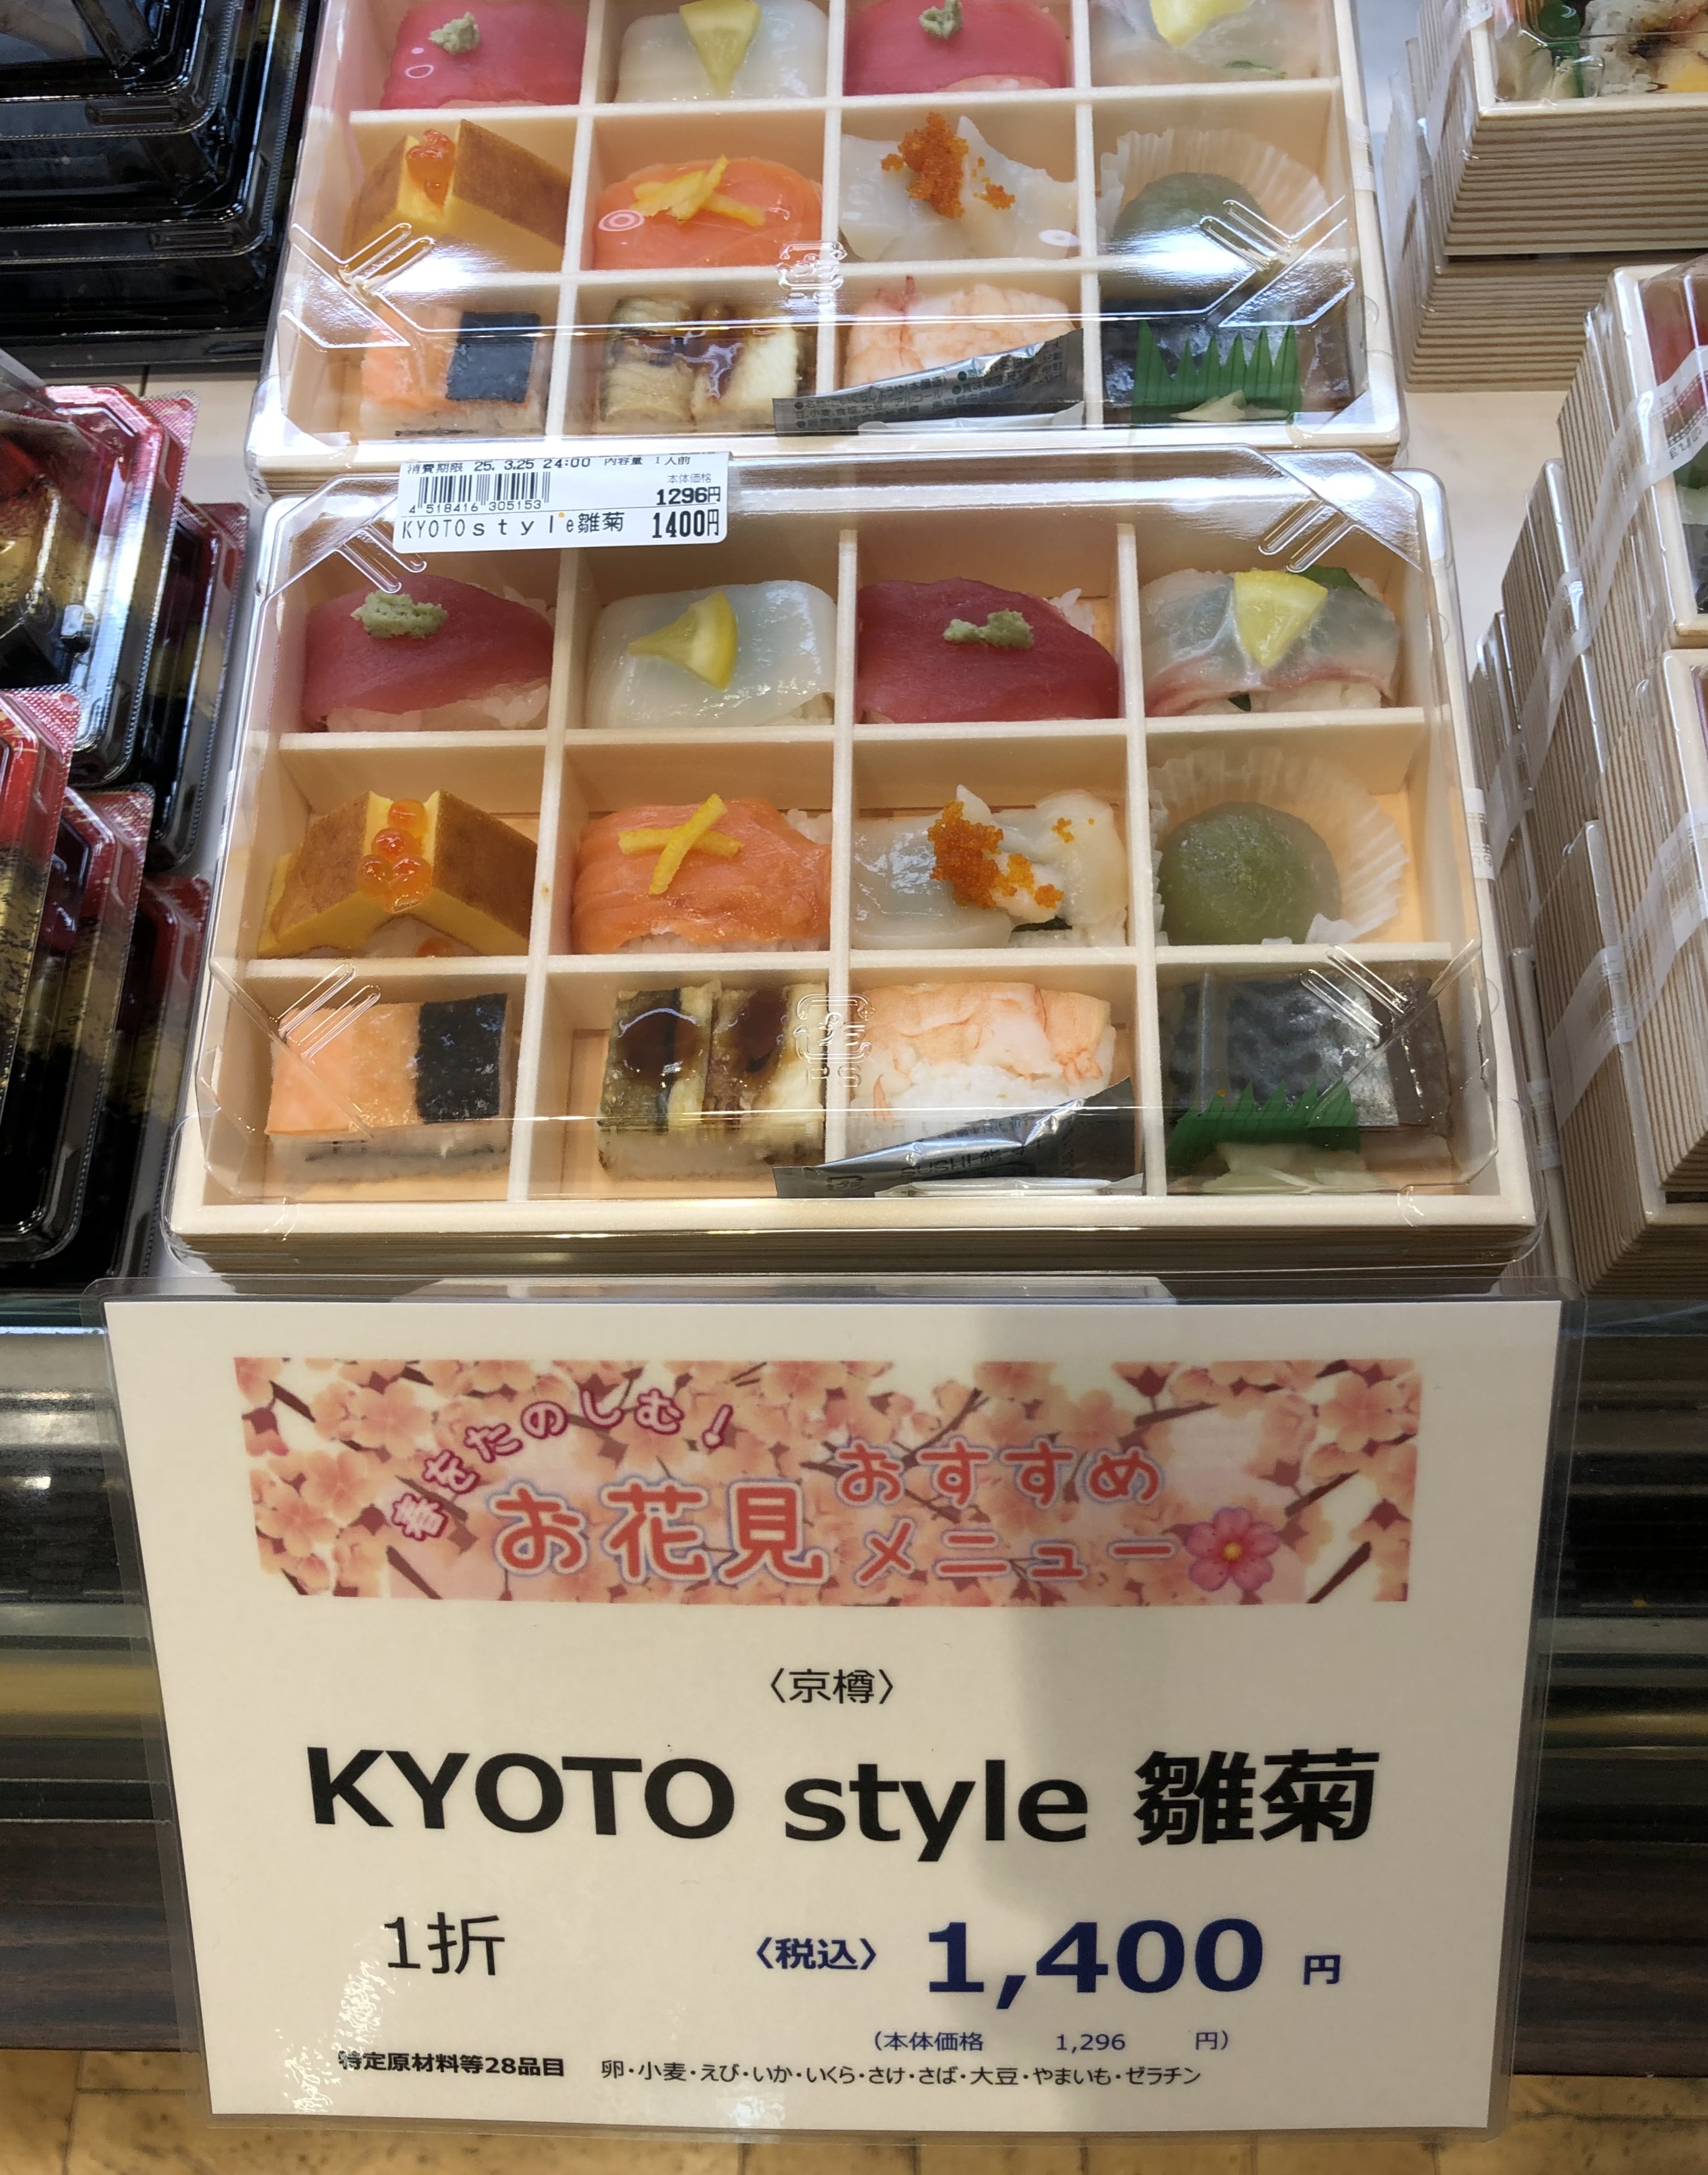 消費期限 25. 3.25 24:00 内容量 1人前
本体価格
1296円
4 518416 305153
KYOTOstyle雛菊 1400円
春をたのしむ！
お花見 おすすめ
メニュー
〈京樽〉
KYOTO style 雛菊
1折 〈税込〉 1,400 円
（本体価格 1,296 円）
特定原材料等28品目 卵・小麦・えび・いか・いくら・さけ・さば・大豆・やまいも・ゼラチン